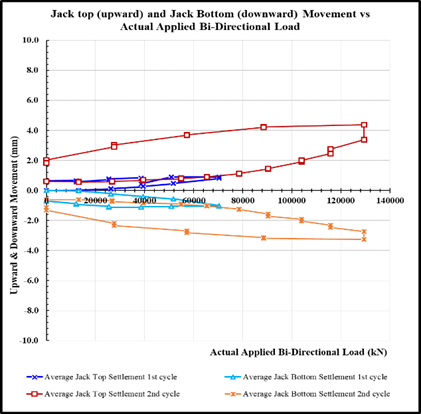 Jack top (upward) and Jack Bottom (downward) Movement vs
Actual Applied Bi-Directional Load
10.0
8.0
6.0
4.0
2.0
0.0
-2.0
-4.0
-6.0
-8.0
-10.0
Upward & Downward Movement (mm)
0 20000 40000 60000 80000 100000 120000 140000
Actual Applied Bi-Directional Load (kN)
Average Jack Top Settlement 1st cycle
Average Jack Bottom Settlement 1st cycle
Average Jack Top Settlement 2nd cycle
Average Jack Bottom Settlement 2nd cycle